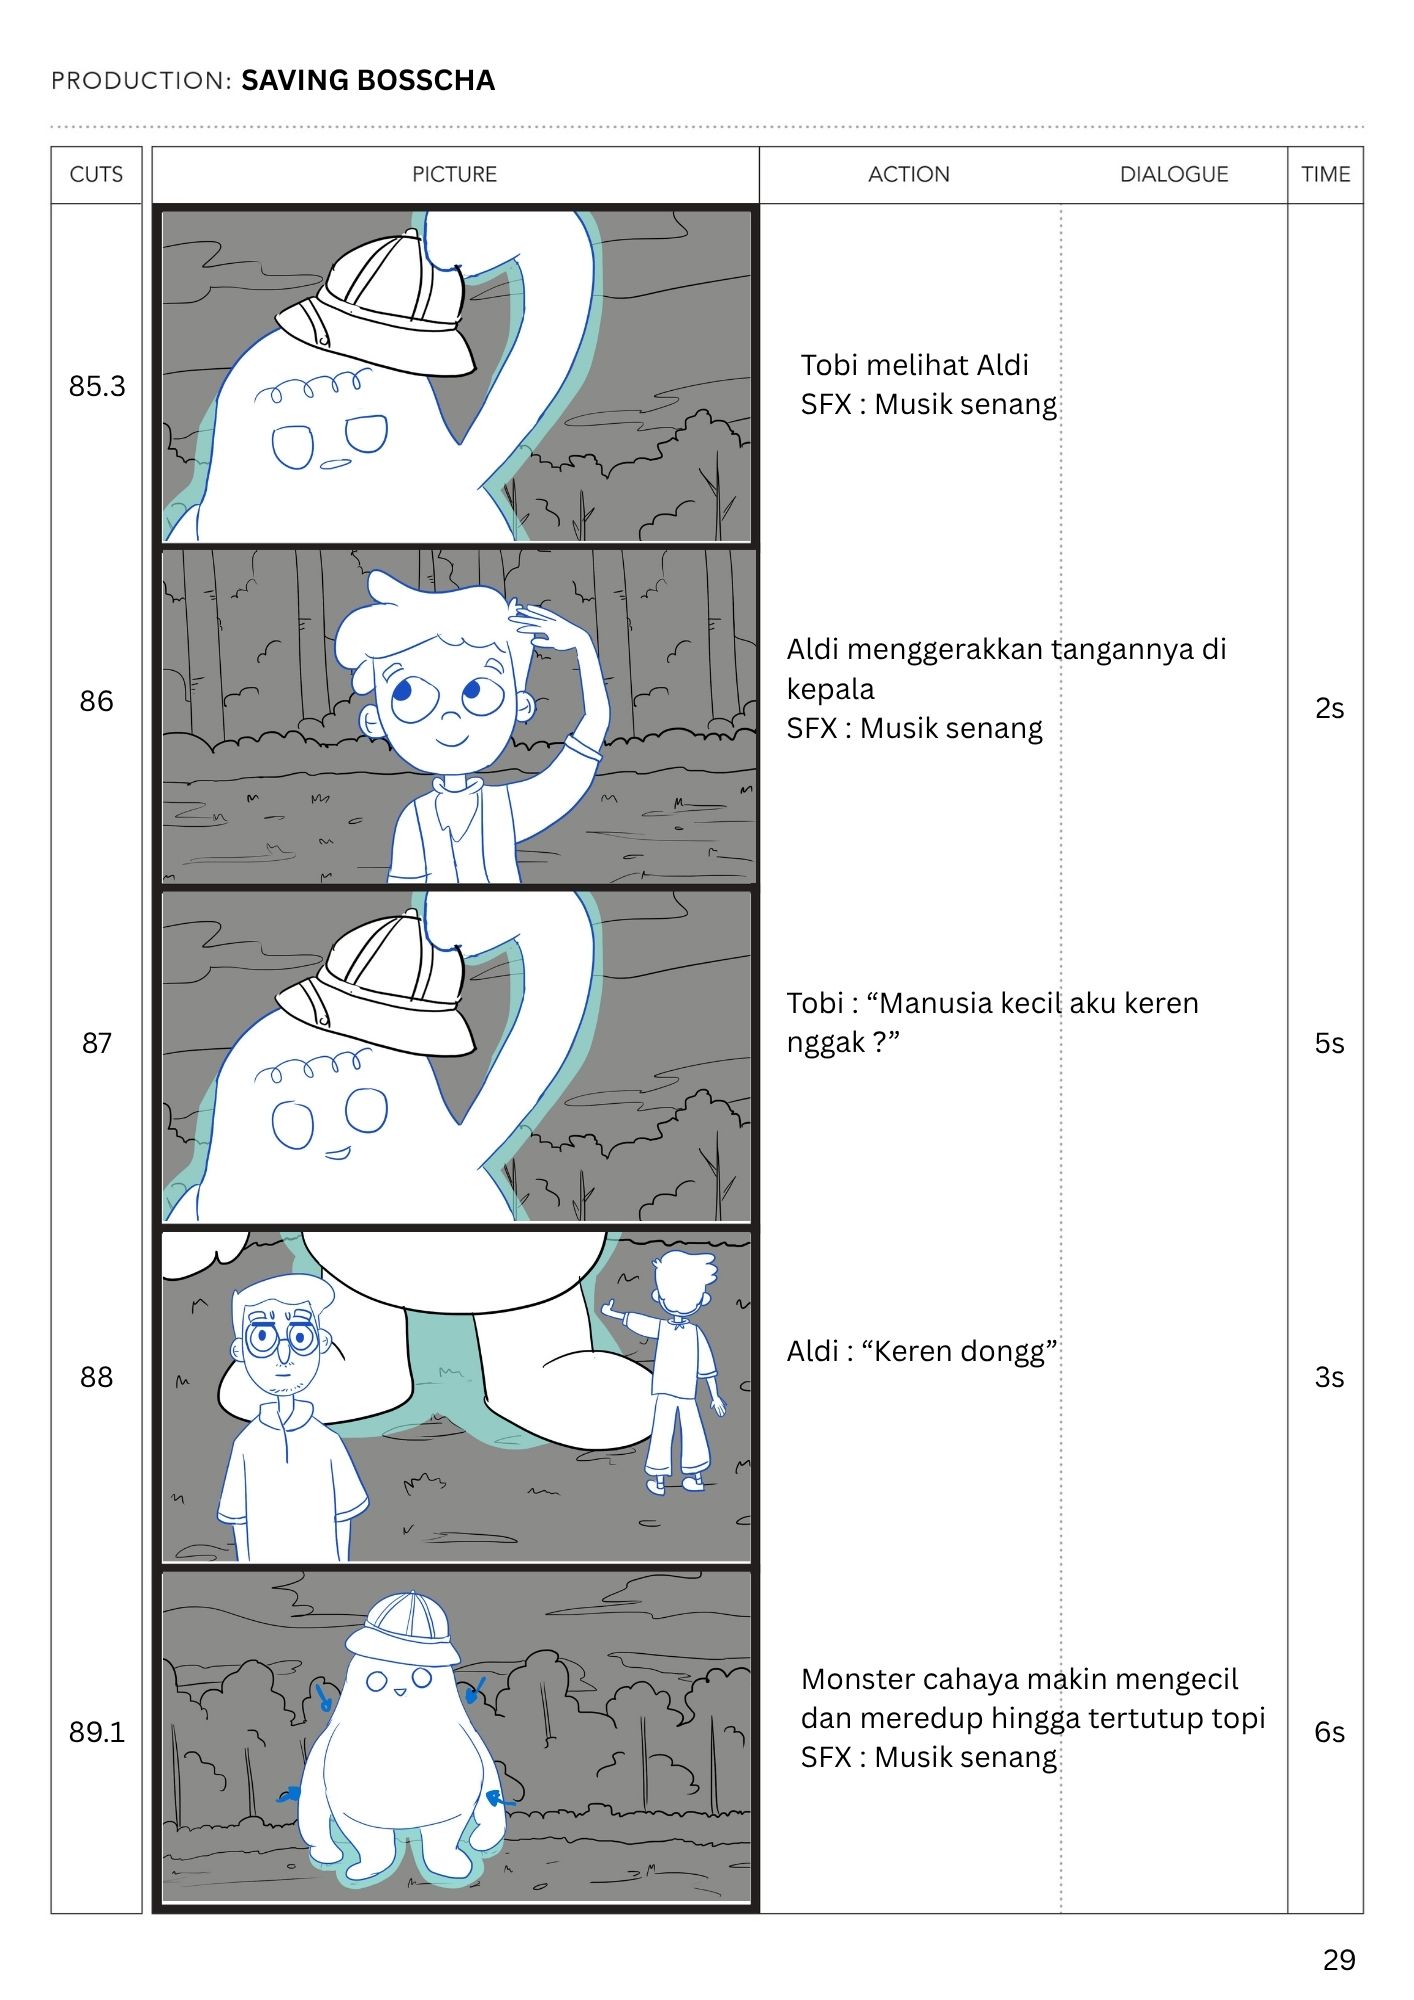 PRODUCTION: SAVING BOSSCHA
CUTS PICTURE ACTION DIALOGUE TIME
85.3
Tobi melihat Aldi
SFX : Musik senang
86
Aldi menggerakkan tangannya di
kepala
SFX : Musik senang
2s
87
Tobi : “Manusia kecil aku keren
nggak ?”
5s
88
Aldi : “Keren dongg”
3s
89.1
Monster cahaya makin mengecil
dan meredup hingga tertutup topi
SFX : Musik senang
6s
29